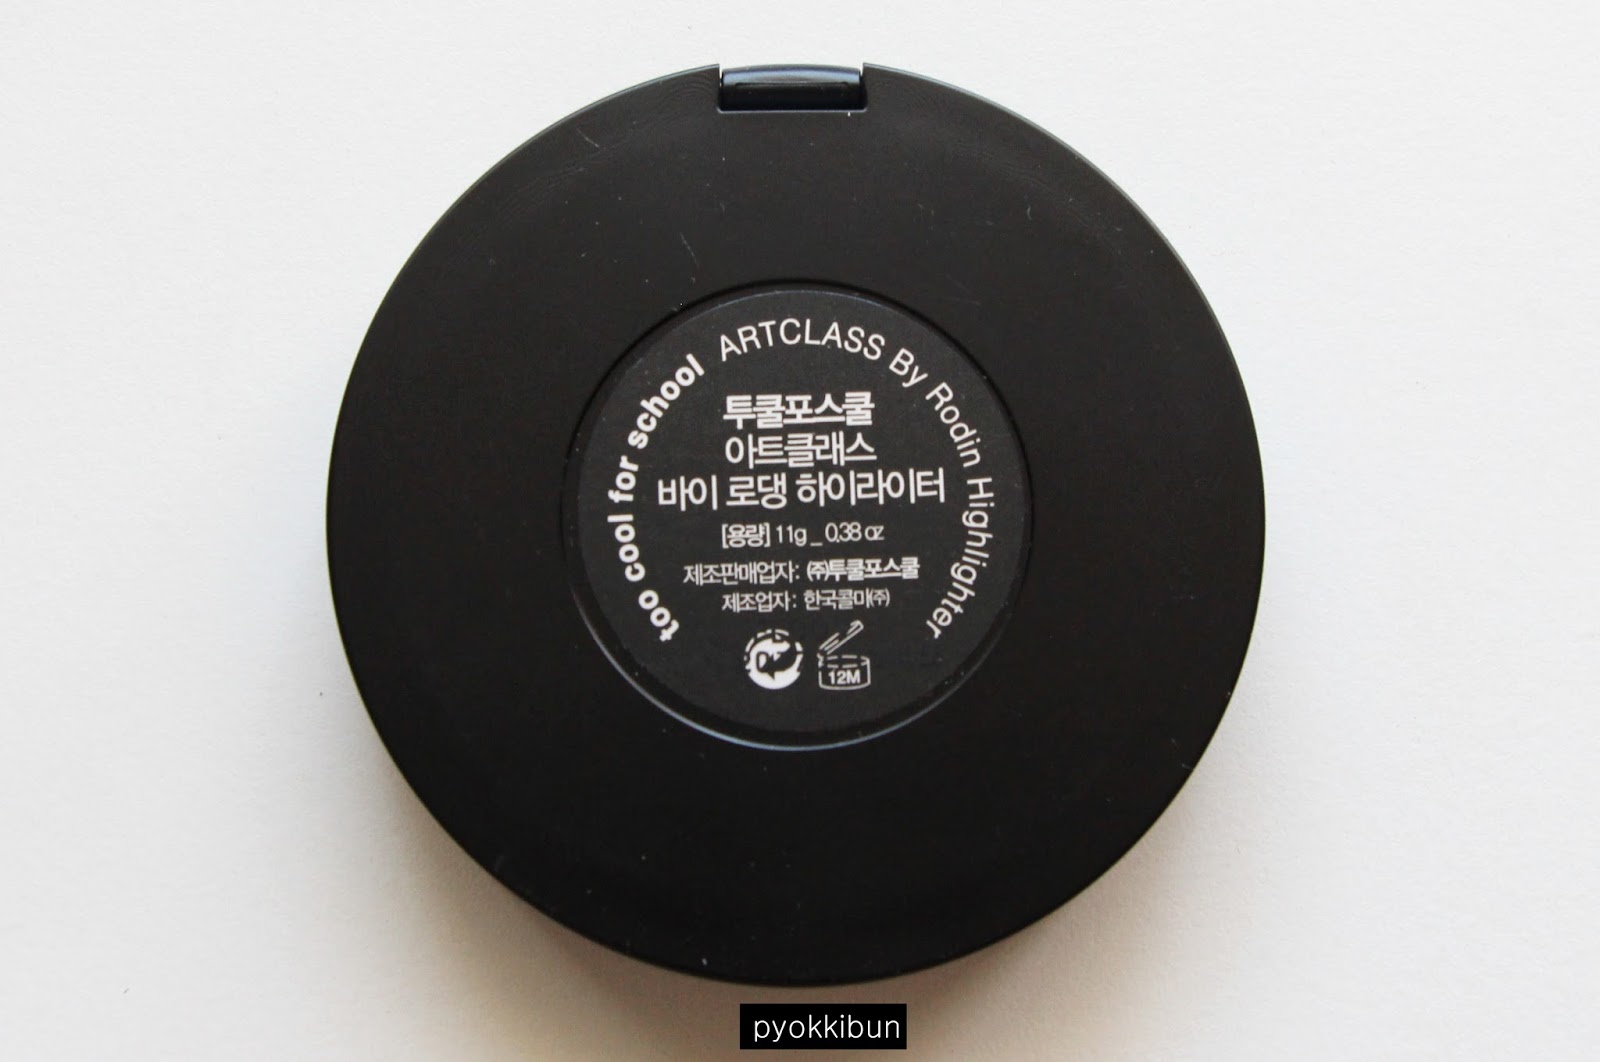 too cool for school ARTCLASS By Rodin Highlighter
투쿨포스쿨
아트클래스
바이 로댕 하이라이터
[용량] 11g _ 0.38 oz
제조판매업자: ㈜투쿨포스쿨
제조업자: 한국콜마㈜
12M
pyokkibun